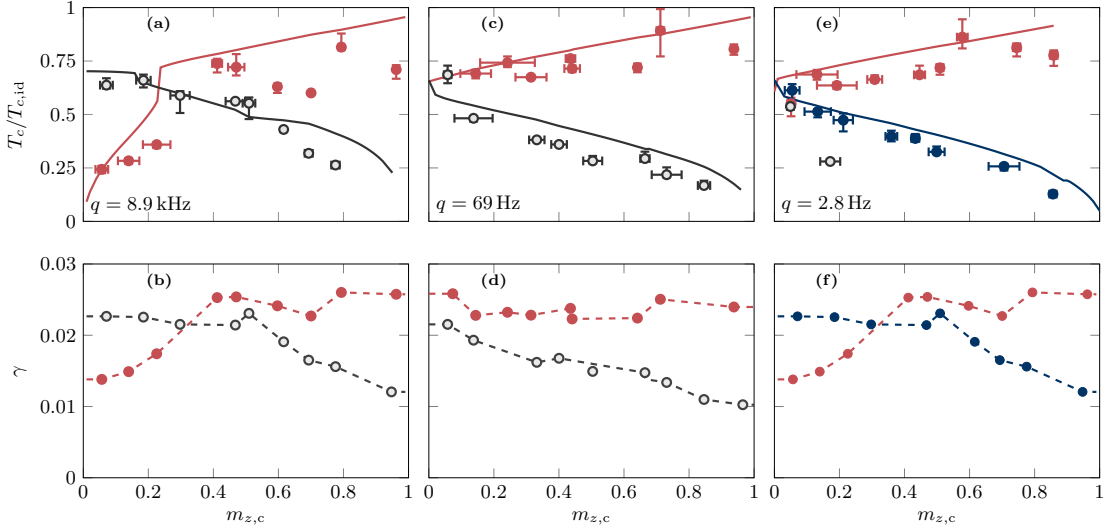 (a)
(c)
(e)
1
0.75
0.5
0.25
0
T_c/T_{c,id}
q = 8.9 kHz
q = 69 Hz
q = 2.8 Hz
(b)
(d)
(f)
0.03
0.02
0.01
0
γ
0 0.2 0.4 0.6 0.8 1
0 0.2 0.4 0.6 0.8 1
0 0.2 0.4 0.6 0.8 1
m_{z,c}
m_{z,c}
m_{z,c}